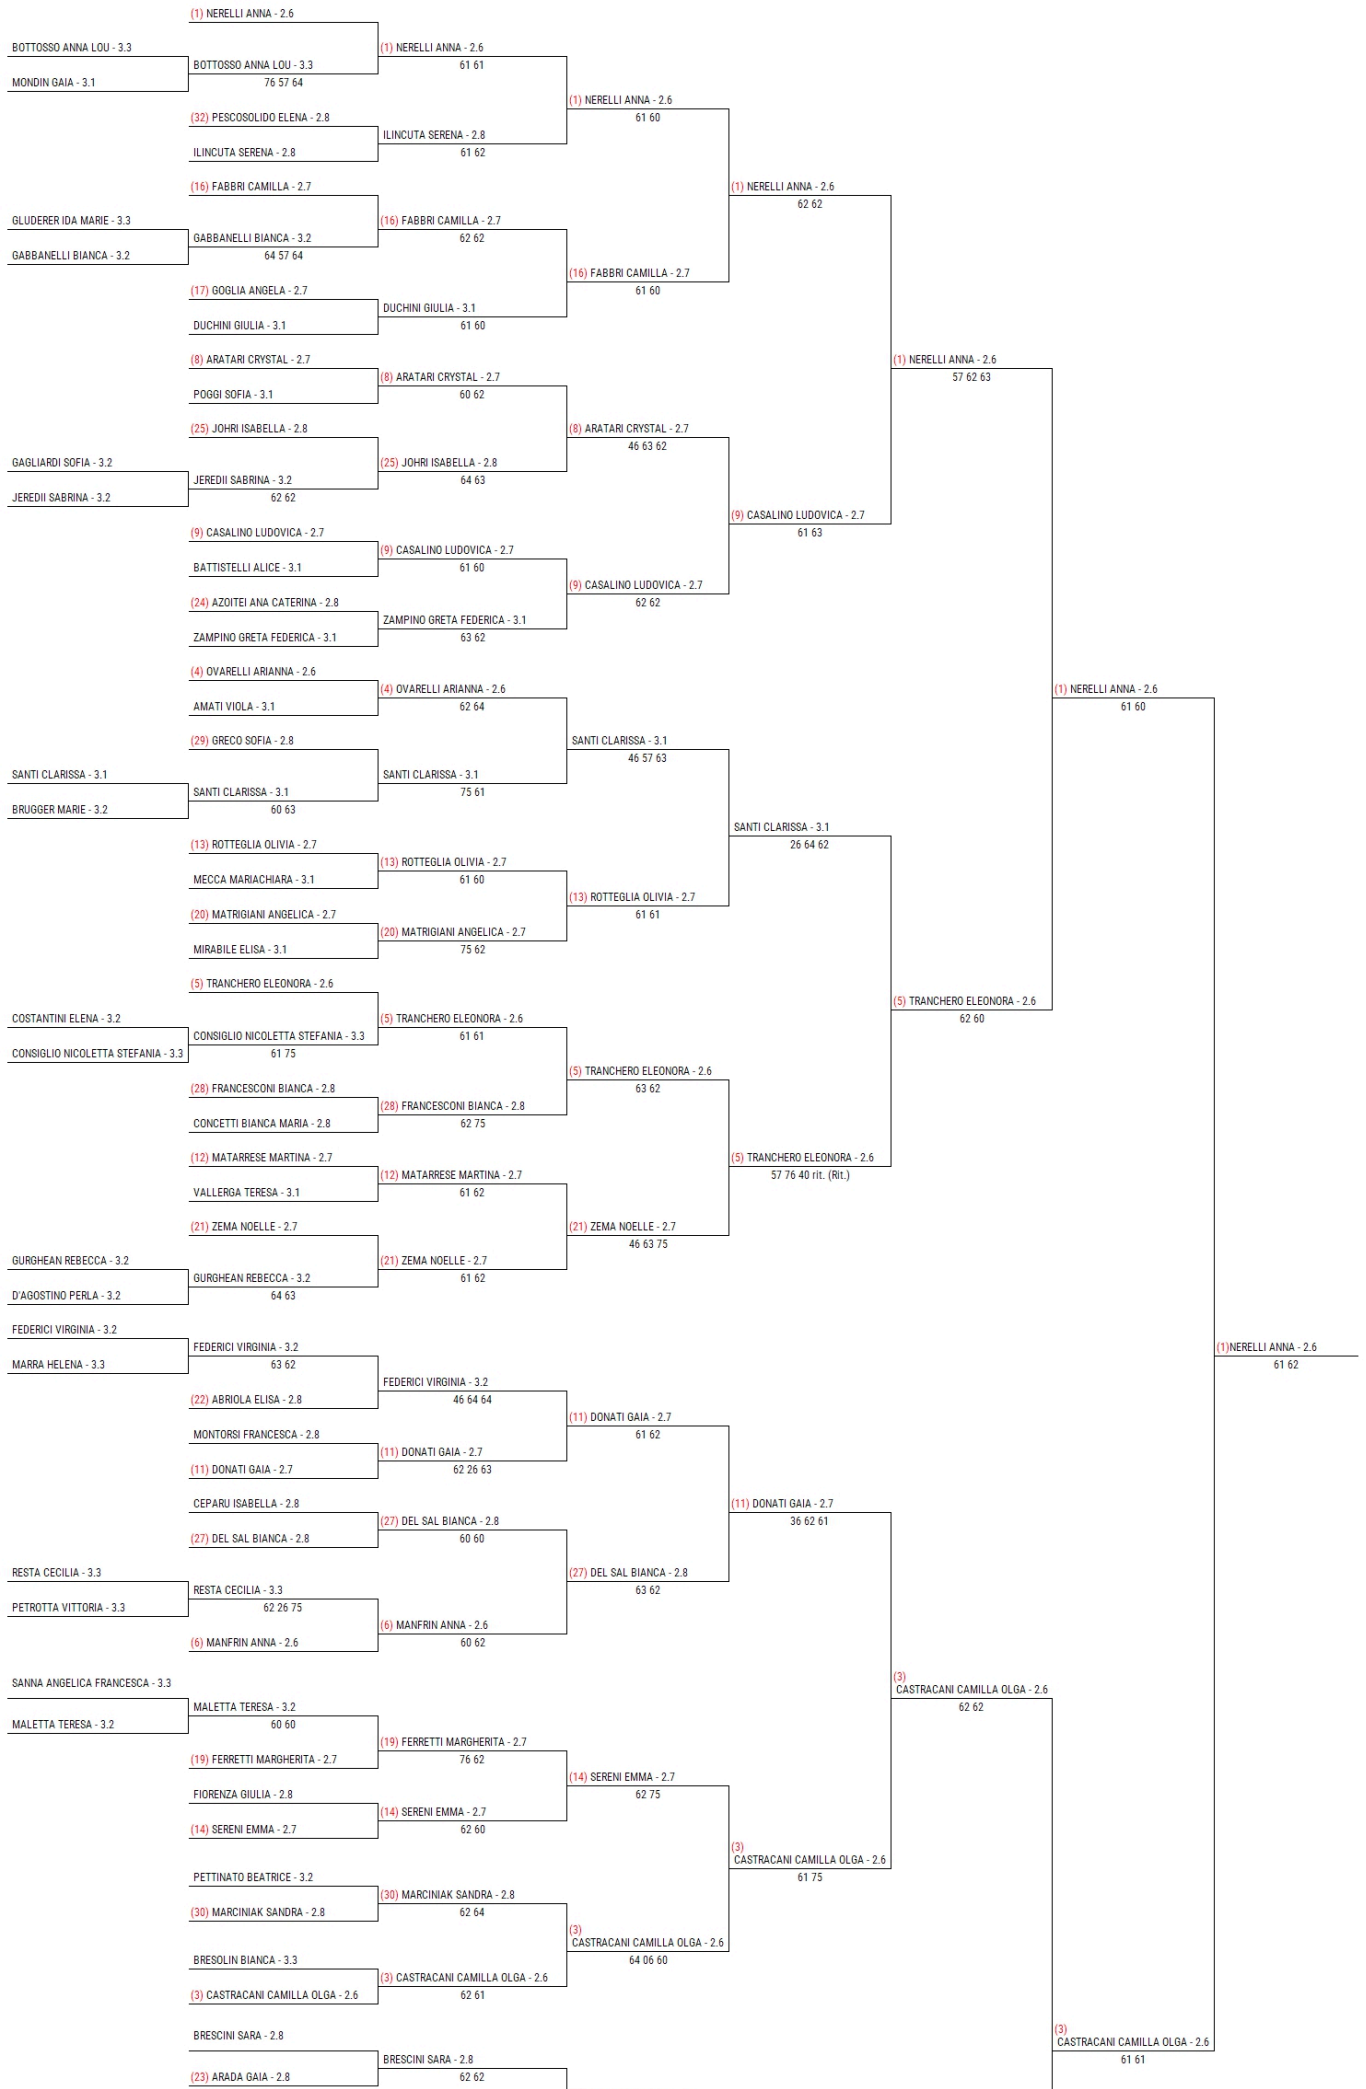 (1) NERELLI ANNA - 2.6
BOTTOSSO ANNA LOU - 3.3
(1) NERELLI ANNA - 2.6
BOTTOSSO ANNA LOU - 3.3
61 61
MONDIN GAIA - 3.1
76 57 64
(1) NERELLI ANNA - 2.6
(32) PESCOSOLIDO ELENA - 2.8
61 60
ILINCUTA SERENA - 2.8
ILINCUTA SERENA - 2.8
61 62
(16) FABBRI CAMILLA - 2.7
(1) NERELLI ANNA - 2.6
62 62
GLUDERER IDA MARIE - 3.3
(16) FABBRI CAMILLA - 2.7
GABBANELLI BIANCA - 3.2
62 62
GABBANELLI BIANCA - 3.2
64 57 64
(16) FABBRI CAMILLA - 2.7
(17) GOGLIA ANGELA - 2.7
61 60
DUCHINI GIULIA - 3.1
DUCHINI GIULIA - 3.1
61 60
(8) ARATARI CRYSTAL - 2.7
(1) NERELLI ANNA - 2.6
(8) ARATARI CRYSTAL - 2.7
57 62 63
POGGI SOFIA - 3.1
60 62
(25) JOHRI ISABELLA - 2.8
(8) ARATARI CRYSTAL - 2.7
46 63 62
GAGLIARDI SOFIA - 3.2
(25) JOHRI ISABELLA - 2.8
JEREDII SABRINA - 3.2
64 63
JEREDII SABRINA - 3.2
62 62
(9) CASALINO LUDOVICA - 2.7
(9) CASALINO LUDOVICA - 2.7
61 63
(9) CASALINO LUDOVICA - 2.7
BATTISTELLI ALICE - 3.1
61 60
(9) CASALINO LUDOVICA - 2.7
(24) AZOITEI ANA CATERINA - 2.8
62 62
ZAMPINO GRETA FEDERICA - 3.1
ZAMPINO GRETA FEDERICA - 3.1
63 62
(4) OVARELLI ARIANNA - 2.6
(4) OVARELLI ARIANNA - 2.6
(1) NERELLI ANNA - 2.6
AMATI VIOLA - 3.1
62 64
61 60
(29) GRECO SOFIA - 2.8
SANTI CLARISSA - 3.1
46 57 63
SANTI CLARISSA - 3.1
SANTI CLARISSA - 3.1
SANTI CLARISSA - 3.1
75 61
BRUGGER MARIE - 3.2
60 63
SANTI CLARISSA - 3.1
(13) ROTTEGLIA OLIVIA - 2.7
26 64 62
(13) ROTTEGLIA OLIVIA - 2.7
MECCA MARIACHIARA - 3.1
61 60
(13) ROTTEGLIA OLIVIA - 2.7
(20) MATRIGIANI ANGELICA - 2.7
61 61
(20) MATRIGIANI ANGELICA - 2.7
MIRABILE ELISA - 3.1
75 62
(5) TRANCHERO ELEONORA - 2.6
(5) TRANCHERO ELEONORA - 2.6
62 60
COSTANTINI ELENA - 3.2
(5) TRANCHERO ELEONORA - 2.6
CONSIGLIO NICOLETTA STEFANIA - 3.3
61 61
CONSIGLIO NICOLETTA STEFANIA - 3.3
61 75
(5) TRANCHERO ELEONORA - 2.6
(28) FRANCESCONI BIANCA - 2.8
63 62
(28) FRANCESCONI BIANCA - 2.8
CONCETTI BIANCA MARIA - 2.8
62 75
(12) MATARRESE MARTINA - 2.7
(5) TRANCHERO ELEONORA - 2.6
(12) MATARRESE MARTINA - 2.7
57 76 40 rit. (Rit.)
VALLERGA TERESA - 3.1
61 62
(21) ZEMA NOELLE - 2.7
(21) ZEMA NOELLE - 2.7
46 63 75
GURGHEAN REBECCA - 3.2
(21) ZEMA NOELLE - 2.7
GURGHEAN REBECCA - 3.2
61 62
D'AGOSTINO PERLA - 3.2
64 63
FEDERICI VIRGINIA - 3.2
FEDERICI VIRGINIA - 3.2
(1)NERELLI ANNA - 2.6
MARRA HELENA - 3.3
63 62
61 62
FEDERICI VIRGINIA - 3.2
(22) ABRIOLA ELISA - 2.8
46 64 64
(11) DONATI GAIA - 2.7
MONTORSI FRANCESCA - 2.8
61 62
(11) DONATI GAIA - 2.7
(11) DONATI GAIA - 2.7
62 26 63
CEPARU ISABELLA - 2.8
(11) DONATI GAIA - 2.7
(27) DEL SAL BIANCA - 2.8
36 62 61
(27) DEL SAL BIANCA - 2.8
60 60
RESTA CECILIA - 3.3
(27) DEL SAL BIANCA - 2.8
RESTA CECILIA - 3.3
63 62
PETROTTA VITTORIA - 3.3
62 26 75
(6) MANFRIN ANNA - 2.6
(6) MANFRIN ANNA - 2.6
60 62
SANNA ANGELICA FRANCESCA - 3.3
(3)
CASTRACANI CAMILLA OLGA - 2.6
MALETTA TERESA - 3.2
62 62
MALETTA TERESA - 3.2
60 60
(19) FERRETTI MARGHERITA - 2.7
(19) FERRETTI MARGHERITA - 2.7
76 62
(14) SERENI EMMA - 2.7
FIORENZA GIULIA - 2.8
62 75
(14) SERENI EMMA - 2.7
(14) SERENI EMMA - 2.7
62 60
(3)
CASTRACANI CAMILLA OLGA - 2.6
PETTINATO BEATRICE - 3.2
61 75
(30) MARCINIAK SANDRA - 2.8
(30) MARCINIAK SANDRA - 2.8
62 64
(3)
CASTRACANI CAMILLA OLGA - 2.6
BRESOLIN BIANCA - 3.3
64 06 60
(3) CASTRACANI CAMILLA OLGA - 2.6
(3) CASTRACANI CAMILLA OLGA - 2.6
62 61
BRESCINI SARA - 2.8
(3)
CASTRACANI CAMILLA OLGA - 2.6
BRESCINI SARA - 2.8
61 61
(23) ARADA GAIA - 2.8
62 62